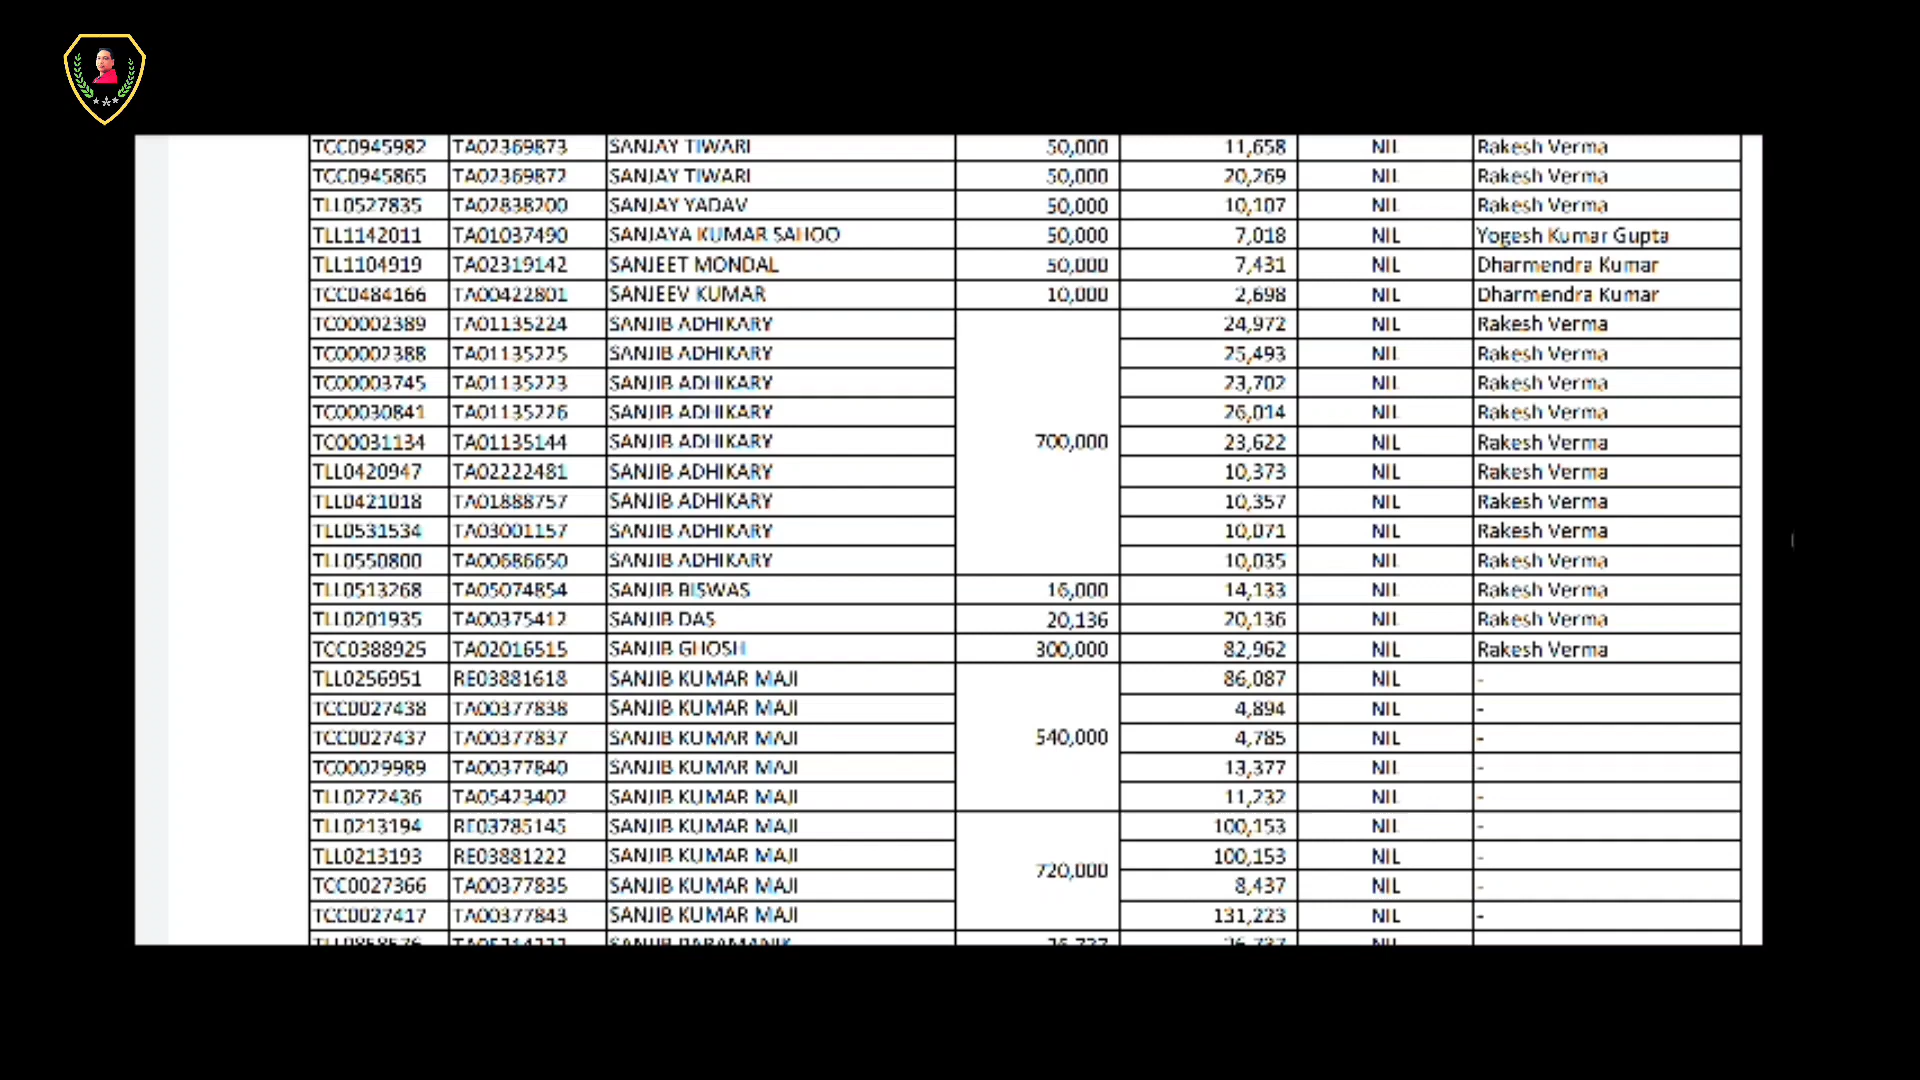 TCC0945982 TA02369873 SANJAY TIWARI 50,000 11,658 NIL Rakesh Verma
TCC0945865 TA02369872 SANJAY TIWARI 50,000 20,269 NIL Rakesh Verma
TLL0527835 TA02838200 SANJAY YADAV 50,000 10,107 NIL Rakesh Verma
TLL1142011 TA01037490 SANJAYA KUMAR SAHOO 50,000 7,018 NIL Yogesh Kumar Gupta
TLL1104919 TA02319142 SANJEET MONDAL 50,000 7,431 NIL Dharmendra Kumar
TCC0484166 TA00422801 SANJEEV KUMAR 10,000 2,698 NIL Dharmendra Kumar
TC00002389 TA01135224 SANJIB ADHIKARY 24,972 NIL Rakesh Verma
TC00002388 TA01135225 SANJIB ADHIKARY 25,493 NIL Rakesh Verma
TC00003745 TA01135223 SANJIB ADHIKARY 23,702 NIL Rakesh Verma
TC00030841 TA01135226 SANJIB ADHIKARY 26,014 NIL Rakesh Verma
TC00031134 TA01135144 SANJIB ADHIKARY 700,000 23,622 NIL Rakesh Verma
TLL0420947 TA02222481 SANJIB ADHIKARY 10,373 NIL Rakesh Verma
TLL0421018 TA01888757 SANJIB ADHIKARY 10,357 NIL Rakesh Verma
TLL0531534 TA03001157 SANJIB ADHIKARY 10,071 NIL Rakesh Verma
TLL0550800 TA00686650 SANJIB ADHIKARY 10,035 NIL Rakesh Verma
TLL0513268 TA05074854 SANJIB BISWAS 16,000 14,133 NIL Rakesh Verma
TLL0201935 TA00375412 SANJIB DAS 20,136 20,136 NIL Rakesh Verma
TCC0388925 TA02016515 SANJIB GHOSH 300,000 82,962 NIL Rakesh Verma
TLL0256951 RE03881618 SANJIB KUMAR MAJI 86,087 NIL -
TCC0027438 TA00377838 SANJIB KUMAR MAJI 4,894 NIL -
TCC0027437 TA00377837 SANJIB KUMAR MAJI 540,000 4,785 NIL -
TC00029989 TA00377840 SANJIB KUMAR MAJI 13,377 NIL -
TLL0272436 TA05423402 SANJIB KUMAR MAJI 11,232 NIL -
TLL0213194 RE03785145 SANJIB KUMAR MAJI 100,153 NIL -
TLL0213193 RE03881222 SANJIB KUMAR MAJI 720,000 100,153 NIL -
TCC0027366 TA00377835 SANJIB KUMAR MAJI 8,437 NIL -
TCC0027417 TA00377843 SANJIB KUMAR MAJI 131,223 NIL -